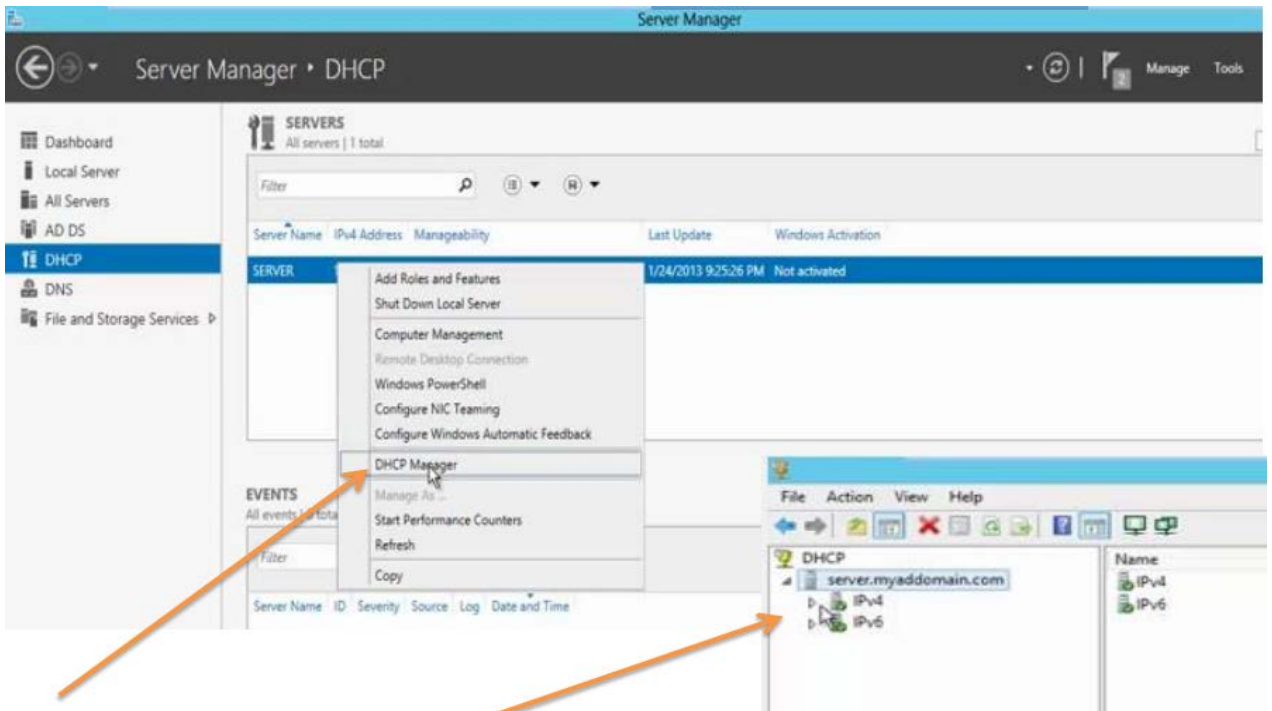 Server Manager
Server Manager • DHCP
Manage Tools
2
Dashboard
Local Server
All Servers
AD DS
DHCP
DNS
File and Storage Services
SERVERS
All servers | 1 total
Filter
Server Name IPv4 Address Manageability Last Update Windows Activation
SERVER 1/24/2013 9:25:26 PM Not activated
Add Roles and Features
Shut Down Local Server
Computer Management
Remote Desktop Connection
Windows PowerShell
Configure NIC Teaming
Configure Windows Automatic Feedback
DHCP Manager
Manage As ...
Start Performance Counters
Refresh
Copy
EVENTS
All events
Filter
Server Name ID Severity Source Log Date and Time
File Action View Help
DHCP
server.myaddomain.com
IPv4
IPv6
Name
IPv4
IPv6